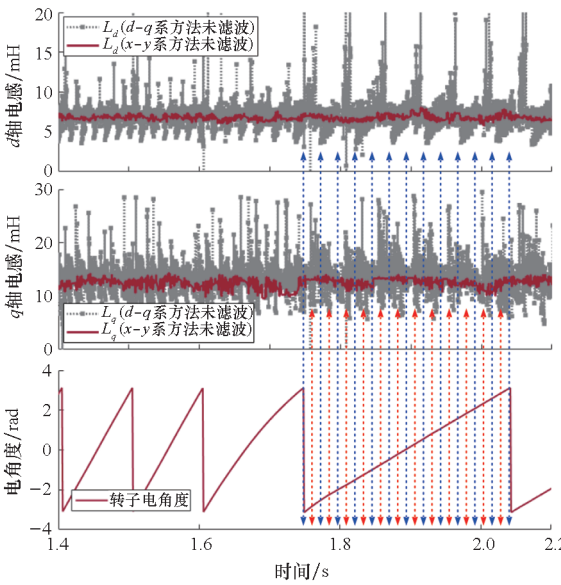 20
15
10
5
0
d轴电感/mH
L_d(d-q系方法未滤波)
L_d(x-y系方法未滤波)
30
20
10
0
q轴电感/mH
L_q(d-q系方法未滤波)
L_q(x-y系方法未滤波)
4
2
0
−2
−4
电角度/rad
转子电角度
1.4
1.6
1.8
2.0
2.2
时间/s